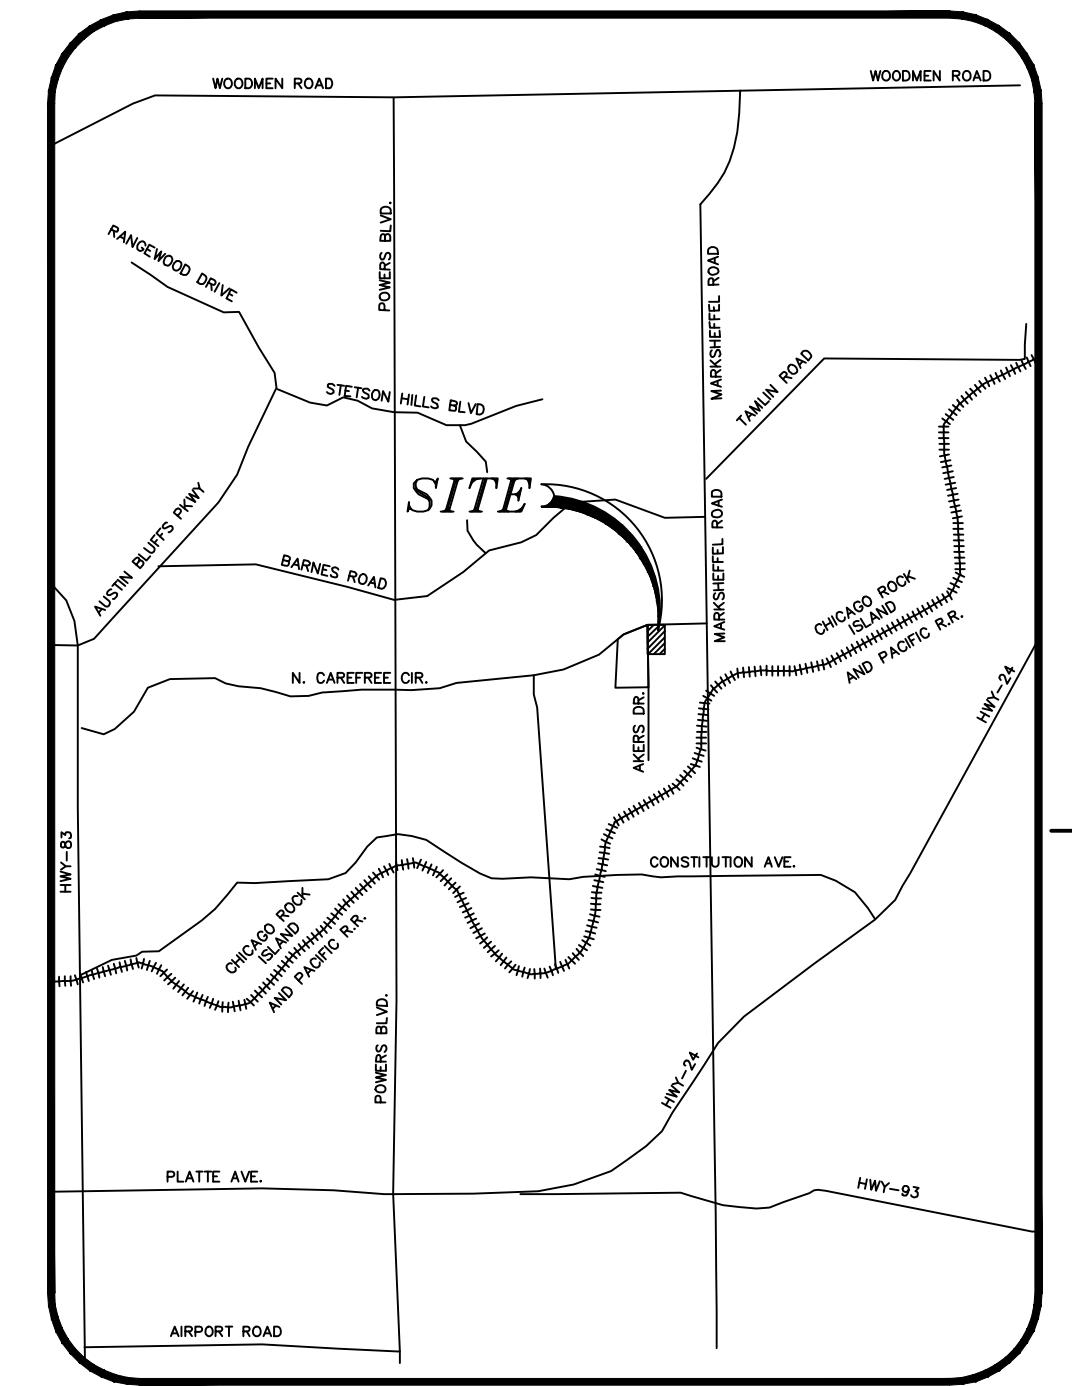 WOODMEN ROAD
WOODMEN ROAD
POWERS BLVD.
RANGEWOOD DRIVE
MARKSHEFFEL ROAD
TAMLIN ROAD
STETSON HILLS BLVD
SITE
AUSTIN BLUFFS PKWY
MARKSHEFFEL ROAD
BARNES ROAD
CHICAGO ROCK
ISLAND
AND PACIFIC R.R.
N. CAREFREE CIR.
HWY-24
AKERS DR.
HWY-83
CONSTITUTION AVE.
CHICAGO ROCK
ISLAND
AND PACIFIC R.R.
POWERS BLVD.
HWY-24
PLATTE AVE.
HWY-93
AIRPORT ROAD